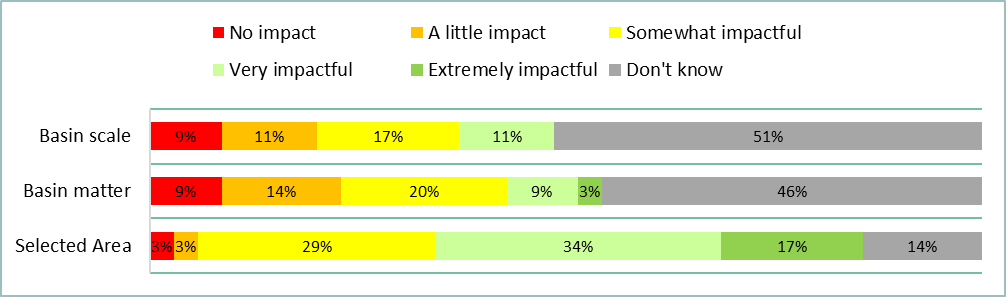 No impact A little impact Somewhat impactful
Very impactful Extremely impactful Don't know
Basin scale 9% 11% 17% 11% 51%
Basin matter 9% 14% 20% 9% 3% 46%
Selected Area 3% 3% 29% 34% 17% 14%